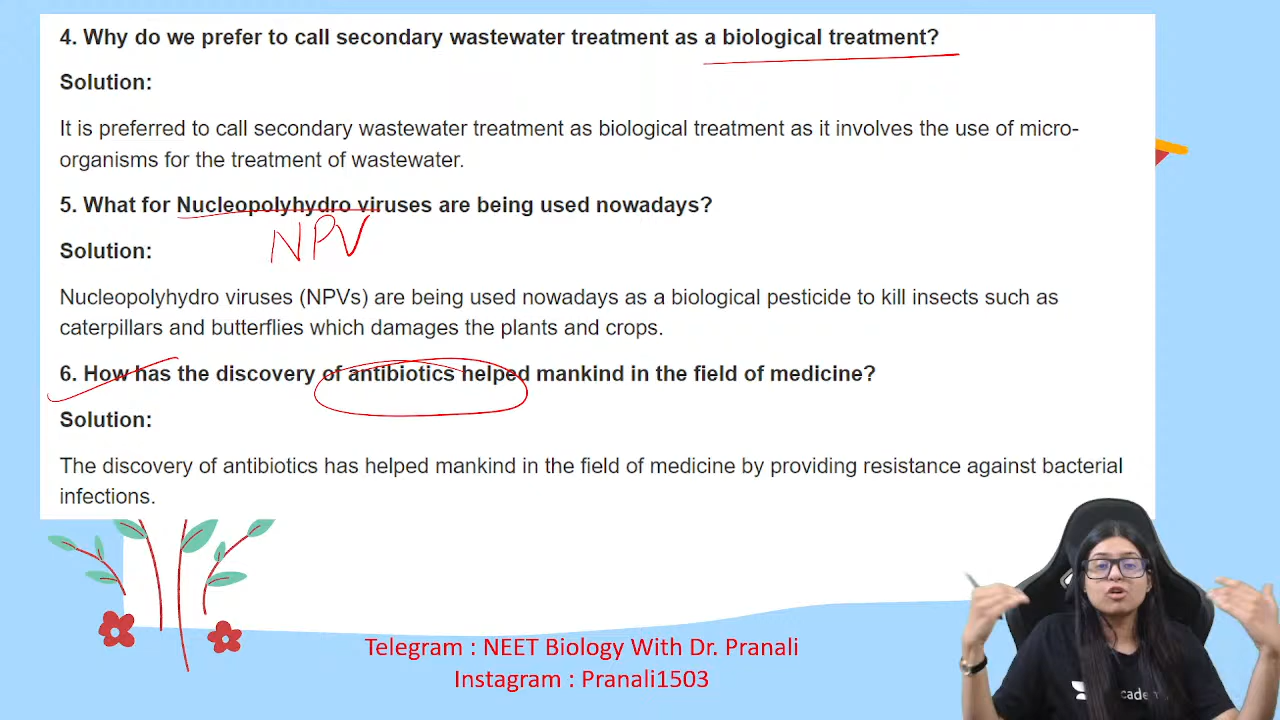 4. Why do we prefer to call secondary wastewater treatment as a biological treatment?
Solution:
It is preferred to call secondary wastewater treatment as biological treatment as it involves the use of micro-
organisms for the treatment of wastewater.
5. What for Nucleopolyhydro viruses are being used nowadays?
NPV
Solution:
Nucleopolyhydro viruses (NPVs) are being used nowadays as a biological pesticide to kill insects such as
caterpillars and butterflies which damages the plants and crops.
6. How has the discovery of antibiotics helped mankind in the field of medicine?
Solution:
The discovery of antibiotics has helped mankind in the field of medicine by providing resistance against bacterial
infections.
Telegram : NEET Biology With Dr. Pranali
Instagram : Pranali1503